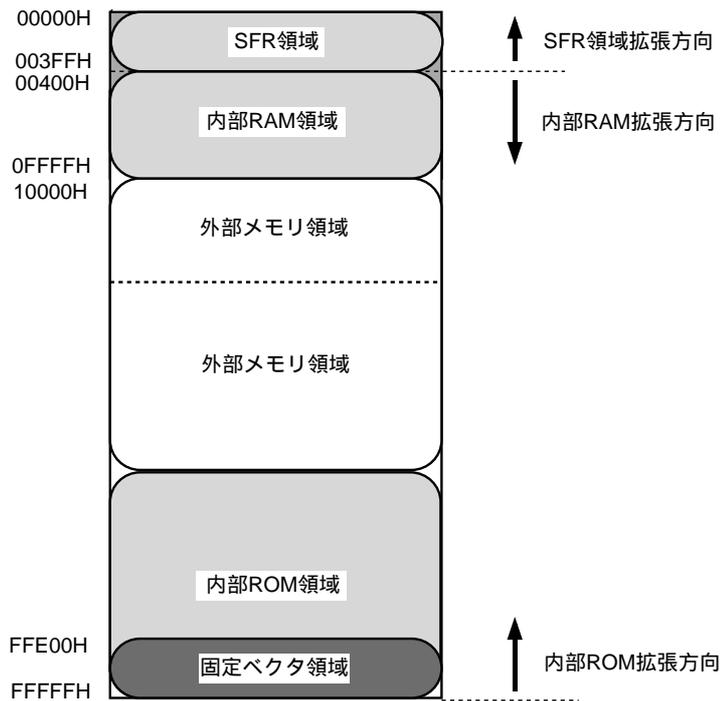 00000H
SFR領域
SFR領域拡張方向
003FFH
00400H
内部RAM領域
内部RAM拡張方向
0FFFFH
10000H
外部メモリ領域
外部メモリ領域
内部ROM領域
FFE00H
固定ベクタ領域
内部ROM拡張方向
FFFFFH